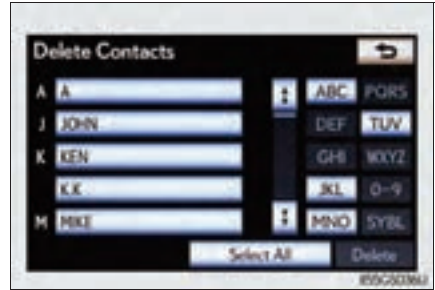 Delete Contacts
A A ABC PQRS
J JOHN DEF TUV
K KEN GHI WXYZ
K.K JKL 0-9
M MIKE MNO SYBL
Select All Delete